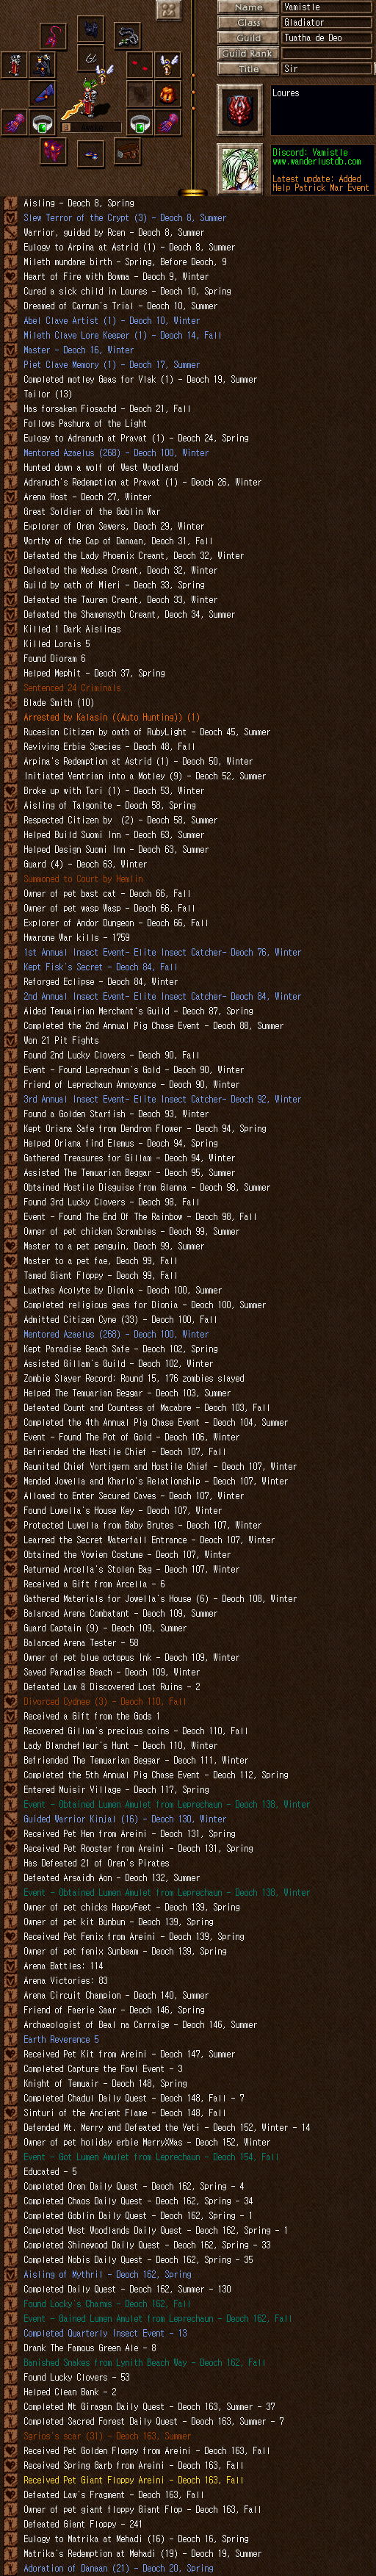 Name Vamistle
Class Gladiator
Guild Tuatha de Deo
Guild Rank
Title Sir
Loures
Discord: Vamistle
www.wanderlustdb.com
Latest update: Added
Help Patrick Mar Event
Aisling - Deoch 8, Spring
Slew Terror of the Crypt (3) - Deoch 8, Summer
Warrior, guided by Rcen - Deoch 8, Summer
Eulogy to Arpina at Astrid (1) - Deoch 8, Summer
Mileth mundane birth - Spring, Before Deoch, 9
Heart of Fire with Bowma - Deoch 9, Winter
Cured a sick child in Loures - Deoch 10, Spring
Dreamed of Carnun's Trial - Deoch 10, Summer
Abel Clave Artist (1) - Deoch 10, Winter
Mileth Clave Lore Keeper (1) - Deoch 14, Fall
Master - Deoch 16, Winter
Piet Clave Memory (1) - Deoch 17, Summer
Completed motley Geas for Vlak (1) - Deoch 19, Summer
Tailor (13)
Has forsaken Fiosachd - Deoch 21, Fall
Follows Pashura of the Light
Eulogy to Adranuch at Pravat (1) - Deoch 24, Spring
Mentored Azaelus (268) - Deoch 100, Winter
Hunted down a wolf of West Woodland
Adranuch's Redemption at Pravat (1) - Deoch 26, Winter
Arena Host - Deoch 27, Winter
Great Soldier of the Goblin War
Explorer of Oren Sewers, Deoch 29, Winter
Worthy of the Cap of Danaan, Deoch 31, Fall
Defeated the Lady Phoenix Creant, Deoch 32, Winter
Defeated the Medusa Creant, Deoch 32, Winter
Guild by oath of Mieri - Deoch 33, Spring
Defeated the Tauren Creant, Deoch 33, Winter
Defeated the Shamensyth Creant, Deoch 34, Summer
Killed 1 Dark Aislings
Killed Lorais 5
Found Dioram 6
Helped Mephit - Deoch 37, Spring
Sentenced 24 Criminals.
Blade Smith (10)
Arrested by Kalasin ((Auto Hunting)) (1)
Rucesion Citizen by oath of RubyLight - Deoch 45, Summer
Reviving Erbie Species - Deoch 48, Fall
Arpina's Redemption at Astrid (1) - Deoch 50, Winter
Initiated Ventrian into a Motley (9) - Deoch 52, Summer
Broke up with Tari (1) - Deoch 53, Winter
Aisling of Talgonite - Deoch 58, Spring
Respected Citizen by  (2) - Deoch 58, Summer
Helped Build Suomi Inn - Deoch 63, Summer
Helped Design Suomi Inn - Deoch 63, Summer
Guard (4) - Deoch 63, Winter
Summoned to Court by Hemlin
Owner of pet bast cat - Deoch 66, Fall
Owner of pet wasp Wasp - Deoch 66, Fall
Explorer of Andor Dungeon - Deoch 66, Fall
Hwarone War kills - 1759
1st Annual Insect Event- Elite Insect Catcher- Deoch 76, Winter
Kept Fisk's Secret - Deoch 84, Fall
Reforged Eclipse - Deoch 84, Winter
2nd Annual Insect Event- Elite Insect Catcher- Deoch 84, Winter
Aided Temuairian Merchant's Guild - Deoch 87, Spring
Completed the 2nd Annual Pig Chase Event - Deoch 88, Summer
Won 21 Pit Fights
Found 2nd Lucky Clovers - Deoch 90, Fall
Event - Found Leprechaun's Gold - Deoch 90, Winter
Friend of Leprechaun Annoyance - Deoch 90, Winter
3rd Annual Insect Event- Elite Insect Catcher- Deoch 92, Winter
Found a Golden Starfish - Deoch 93, Winter
Kept Oriana Safe from Dendron Flower - Deoch 94, Spring
Helped Oriana find Elemus - Deoch 94, Spring
Gathered Treasures for Gillam - Deoch 94, Winter
Assisted The Temuarian Beggar - Deoch 95, Summer
Obtained Hostile Disguise from Glenna - Deoch 98, Summer
Found 3rd Lucky Clovers - Deoch 98, Fall
Event - Found The End Of The Rainbow - Deoch 98, Fall
Owner of pet chicken Scrambles - Deoch 99, Summer
Master to a pet penguin, Deoch 99, Summer
Master to a pet fae, Deoch 99, Fall
Tamed Giant Floppy - Deoch 99, Fall
Luathas Acolyte by Dionia - Deoch 100, Summer
Completed religious geas for Dionia - Deoch 100, Summer
Admitted Citizen Cyne (33) - Deoch 100, Fall
Mentored Azaelus (268) - Deoch 100, Winter
Kept Paradise Beach Safe - Deoch 102, Spring
Assisted Gillam's Guild - Deoch 102, Winter
Zombie Slayer Record: Round 15, 176 zombies slayed
Helped The Temuarian Beggar - Deoch 103, Summer
Defeated Count and Countess of Macabre - Deoch 103, Fall
Completed the 4th Annual Pig Chase Event - Deoch 104, Summer
Event - Found The Pot of Gold - Deoch 106, Winter
Befriended the Hostile Chief - Deoch 107, Fall
Reunited Chief Vortigern and Hostile Chief - Deoch 107, Winter
Mended Jowella and Kharlo's Relationship - Deoch 107, Winter
Allowed to Enter Secured Caves - Deoch 107, Winter
Found Luwella's House Key - Deoch 107, Winter
Protected Luwella from Baby Brutes - Deoch 107, Winter
Learned the Secret Waterfall Entrance - Deoch 107, Winter
Obtained the Yowien Costume - Deoch 107, Winter
Returned Arcella's Stolen Bag - Deoch 107, Winter
Received a Gift from Arcella - 6
Gathered Materials for Jowella's House (6) - Deoch 108, Winter
Balanced Arena Combatant - Deoch 109, Summer
Guard Captain (9) - Deoch 109, Summer
Balanced Arena Tester - 58
Owner of pet blue octopus Ink - Deoch 109, Winter
Saved Paradise Beach - Deoch 109, Winter
Defeated Law & Discovered Lost Ruins - 2
Divorced Cydnee (3) - Deoch 110, Fall
Received a Gift from the Gods 1
Recovered Gillam's precious coins - Deoch 110, Fall
Lady Blanchefleur's Hunt - Deoch 110, Winter
Befriended The Temuarian Beggar - Deoch 111, Winter
Completed the 5th Annual Pig Chase Event - Deoch 112, Spring
Entered Muisir Village - Deoch 117, Spring
Event - Obtained Lumen Amulet from Leprechaun - Deoch 138, Winter
Guided Warrior Kinjal (16) - Deoch 130, Winter
Received Pet Hen from Areini - Deoch 131, Spring
Received Pet Rooster from Areini - Deoch 131, Spring
Has Defeated 21 of Oren's Pirates
Defeated Arsaidh Aon - Deoch 132, Summer
Event - Obtained Lumen Amulet from Leprechaun - Deoch 138, Winter
Owner of pet chicks HappyFeet - Deoch 139, Spring
Owner of pet kit Bunbun - Deoch 139, Spring
Received Pet Fenix from Areini - Deoch 139, Spring
Owner of pet fenix Sunbeam - Deoch 139, Spring
Arena Battles: 114
Arena Victories: 83
Arena Circuit Champion - Deoch 140, Summer
Friend of Faerie Saar - Deoch 146, Spring
Archaeologist of Beal na Carraige - Deoch 146, Summer
Earth Reverence 5
Received Pet Kit from Areini - Deoch 147, Summer
Completed Capture the Fowl Event - 3
Knight of Temuair - Deoch 148, Spring
Completed Chadul Daily Quest - Deoch 148, Fall - 7
Sinturi of the Ancient Flame - Deoch 148, Fall
Defended Mt. Merry and Defeated the Yeti - Deoch 152, Winter - 14
Owner of pet holiday erbie MerryXMas - Deoch 152, Winter
Event - Got Lumen Amulet from Leprechaun - Deoch 154, Fall
Educated - 5
Completed Oren Daily Quest - Deoch 162, Spring - 4
Completed Chaos Daily Quest - Deoch 162, Spring - 34
Completed Goblin Daily Quest - Deoch 162, Spring - 1
Completed West Woodlands Daily Quest - Deoch 162, Spring - 1
Completed Shinewood Daily Quest - Deoch 162, Spring - 33
Completed Nobis Daily Quest - Deoch 162, Spring - 35
Aisling of Mythril - Deoch 162, Spring
Completed Daily Quest - Deoch 162, Summer - 130
Found Locky's Charms - Deoch 162, Fall
Event - Gained Lumen Amulet from Leprechaun - Deoch 162, Fall
Completed Quarterly Insect Event - 13
Drank The Famous Green Ale - 8
Banished Snakes from Lynith Beach Way - Deoch 162, Fall
Found Lucky Clovers - 53
Helped Clean Bank - 2
Completed Mt Giragan Daily Quest - Deoch 163, Summer - 37
Completed Sacred Forest Daily Quest - Deoch 163, Summer - 7
Sgrios's scar (31) - Deoch 163, Summer
Received Pet Golden Floppy from Areini - Deoch 163, Fall
Received Spring Garb from Areini - Deoch 163, Fall
Received Pet Giant Floppy Areini - Deoch 163, Fall
Defeated Law's Fragment - Deoch 163, Fall
Owner of pet giant floppy Giant Flop - Deoch 163, Fall
Defeated Giant Floppy - 241
Eulogy to Matrika at Mehadi (16) - Deoch 16, Spring
Matrika's Redemption at Mehadi (19) - Deoch 19, Summer
Adoration of Danaan (21) - Deoch 20, Spring